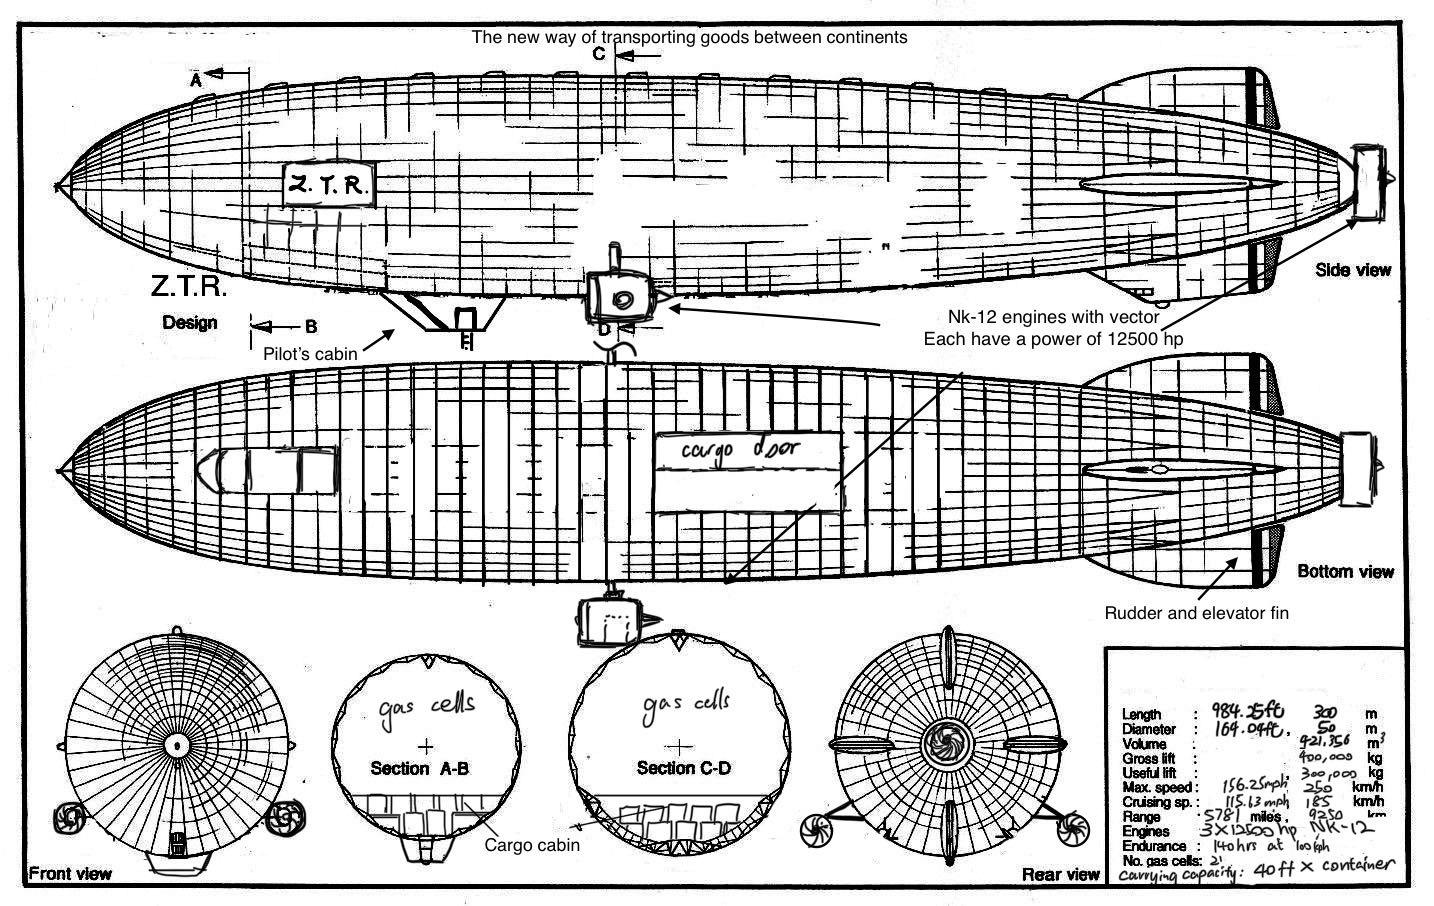 The new way of transporting goods between continents
C
A
Z. T. R.
Side view
Z.T.R.
Design
B
D
Pilot's cabin
Nk-12 engines with vector
Each have a power of 12500 hp
cargo door
Bottom view
Rudder and elevator fin
gas cells
Section A-B
gas cells
Section C-D
Cargo cabin
Front view
Rear view
Length : 984.25ft 300 m
Diameter : 164.04ft. 50 m
Volume : 421,356 m³
Gross lift : 400,000 kg
Useful lift : 300,000 kg
Max. speed : 156.25mph 250 km/h
Cruising sp. : 115.63 mph 185 km/h
Range : 5781 miles. 9250 km
Engines 3X12500 hp NK-12
Endurance : 140hrs at 100kph
No. gas cells: 21
carrying capacity: 40ft X container